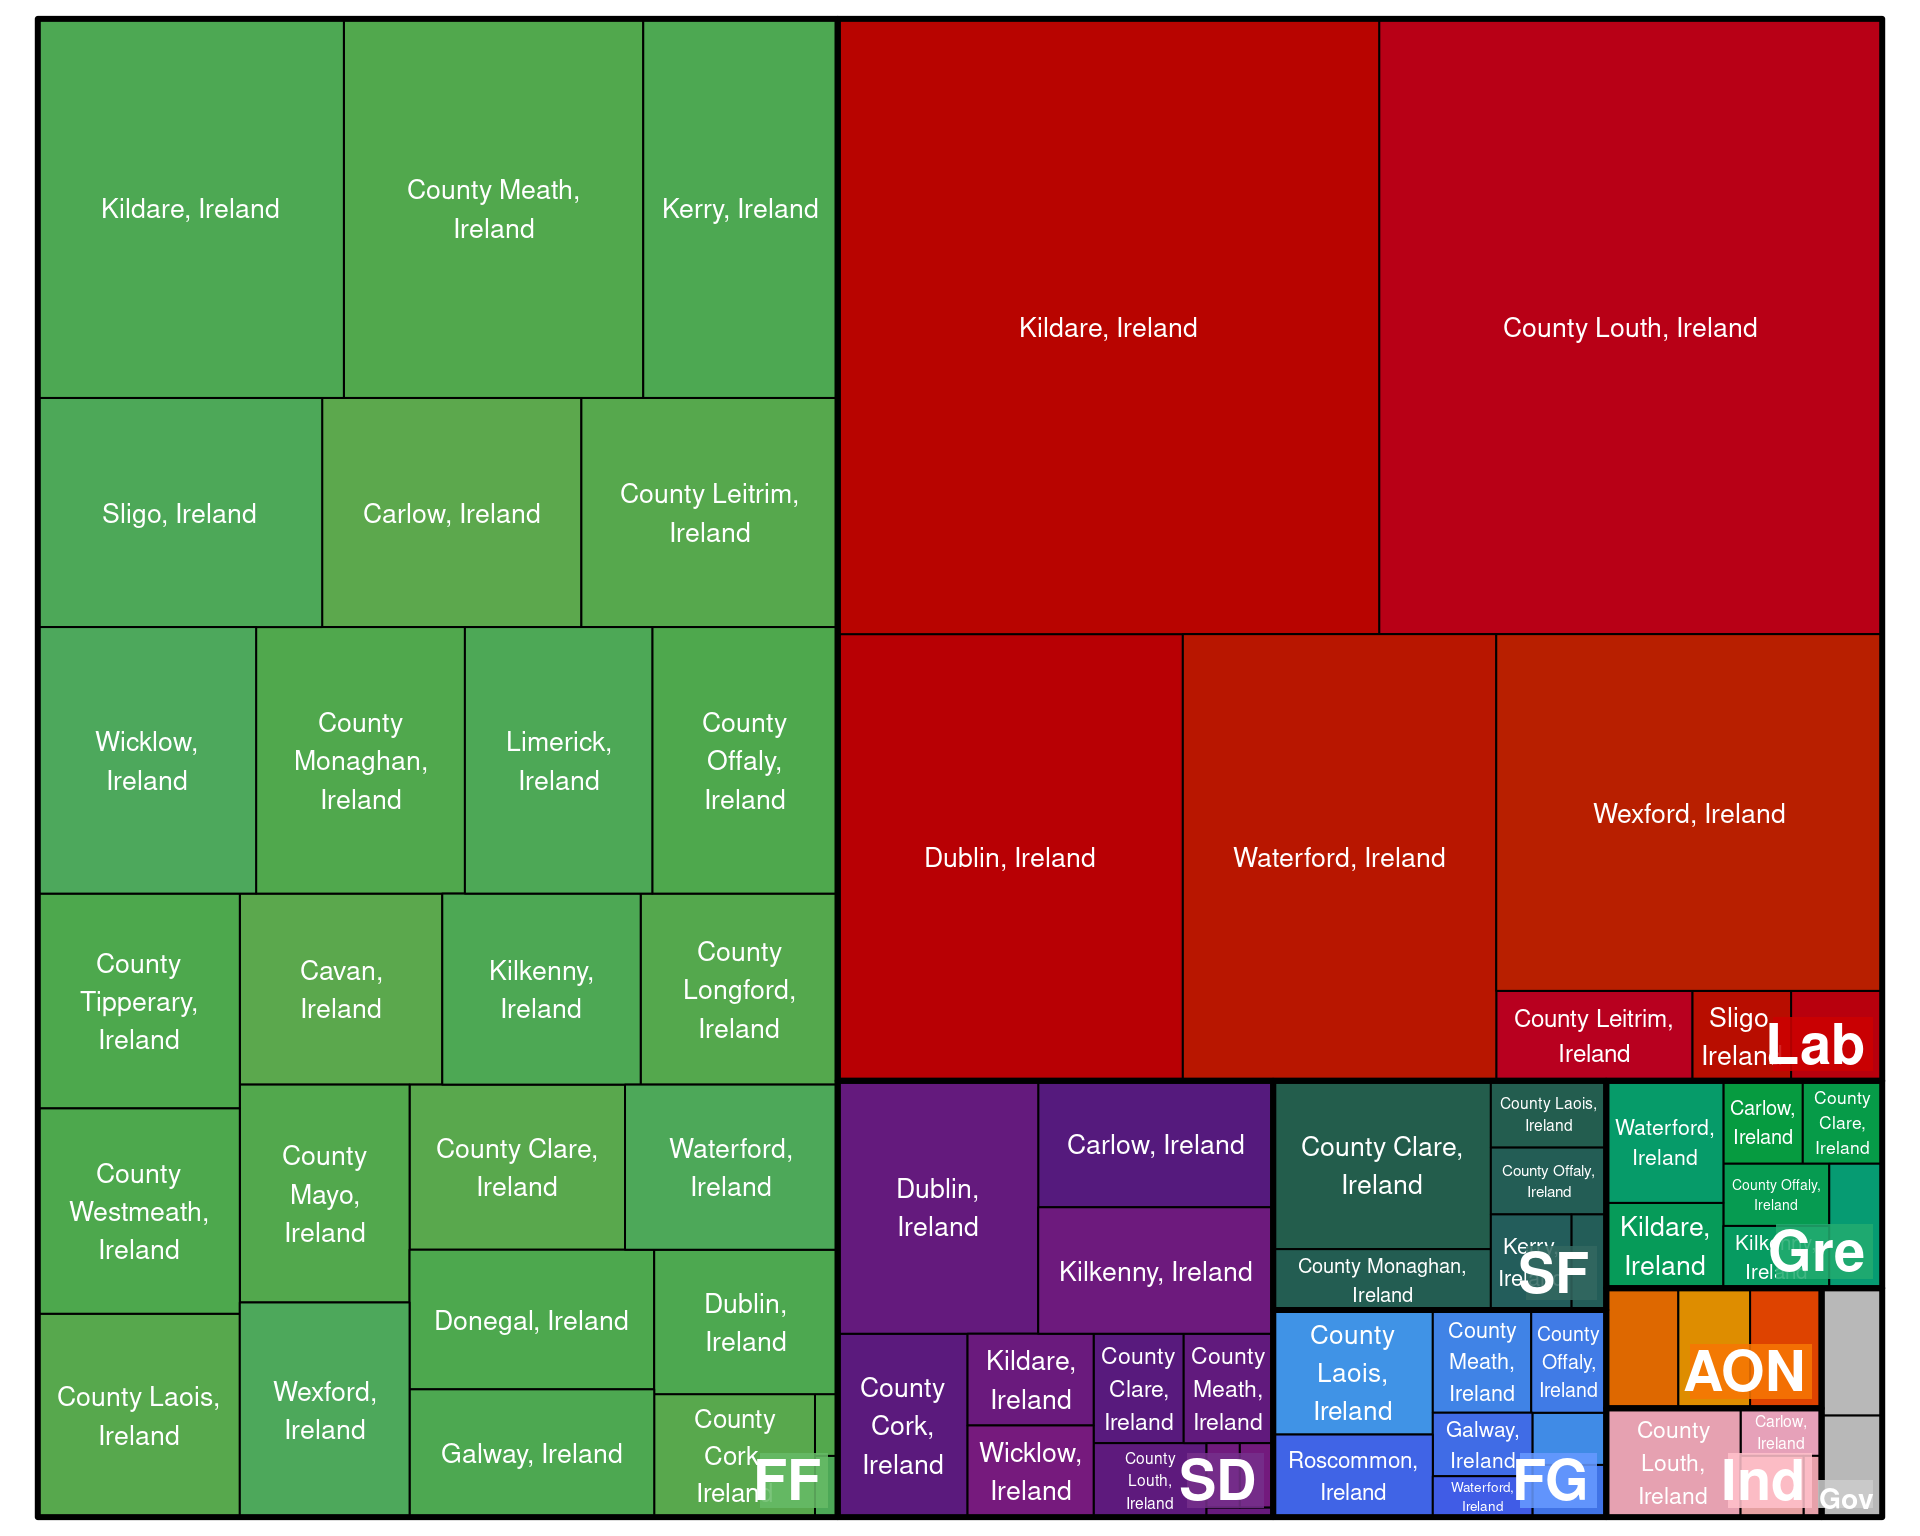 Kildare, Ireland
County Meath,
Ireland
Kerry, Ireland
Sligo, Ireland
Carlow, Ireland
County Leitrim,
Ireland
Wicklow,
Ireland
County
Monaghan,
Ireland
Limerick,
Ireland
County
Offaly,
Ireland
County
Tipperary,
Ireland
Cavan,
Ireland
Kilkenny,
Ireland
County
Longford,
Ireland
County
Westmeath,
Ireland
County
Mayo,
Ireland
County Clare,
Ireland
Waterford,
Ireland
County Laois,
Ireland
Wexford,
Ireland
Donegal, Ireland
Dublin,
Ireland
Galway, Ireland
County
Cork,
Ireland
FF
Kildare, Ireland
County Louth, Ireland
Dublin, Ireland
Waterford, Ireland
Wexford, Ireland
County Leitrim,
Ireland
Sligo,
Ireland
Lab
Dublin,
Ireland
Carlow, Ireland
Kilkenny, Ireland
County
Cork,
Ireland
Kildare,
Ireland
Wicklow,
Ireland
County
Clare,
Ireland
County
Meath,
Ireland
County
Louth,
Ireland
SD
County Clare,
Ireland
County Laois,
Ireland
County Offaly,
Ireland
County Monaghan,
Ireland
Kerry,
Ireland
SF
County
Laois,
Ireland
County
Meath,
Ireland
County
Offaly,
Ireland
Roscommon,
Ireland
Galway,
Ireland
Waterford,
Ireland
FG
Waterford,
Ireland
Carlow,
Ireland
County
Clare,
Ireland
Kildare,
Ireland
County Offaly,
Ireland
Kilkenny,
Ireland
Gre
AON
County
Louth,
Ireland
Carlow,
Ireland
Ind
Gov